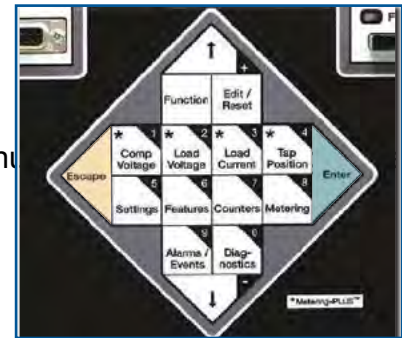 F
↑
+
Function
Edit /
Reset
* 1
Comp
Voltage
* 2
Load
Voltage
* 3
Load
Current
* 4
Tap
Position
Escape
Enter
5
Settings
6
Features
7
Counters
8
Metering
9
Alarms /
Events
0
Diag-
nostics
↓
-
*Metering-PLUS™